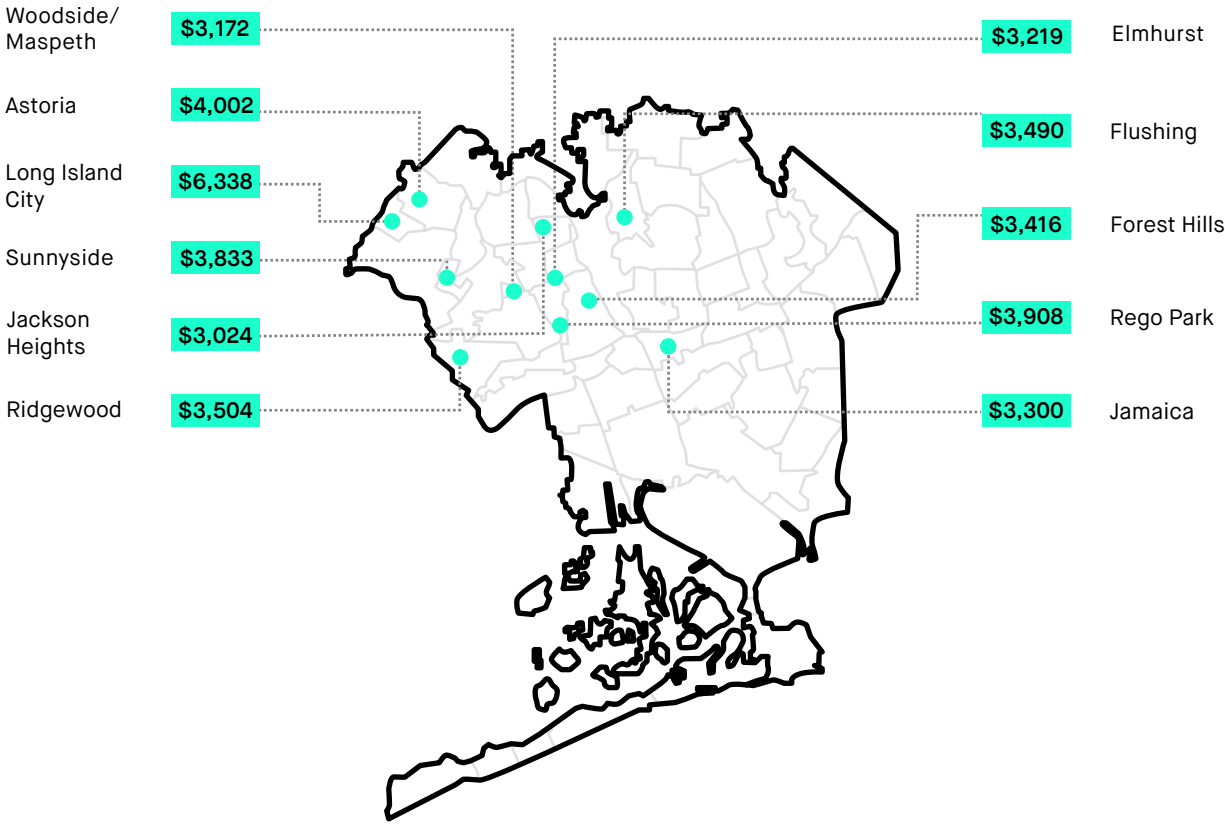 Woodside/
Maspeth
$3,172
Astoria
$4,002
Long Island
City
$6,338
Sunnyside
$3,833
Jackson
Heights
$3,024
Ridgewood
$3,504
$3,219
Elmhurst
$3,490
Flushing
$3,416
Forest Hills
$3,908
Rego Park
$3,300
Jamaica